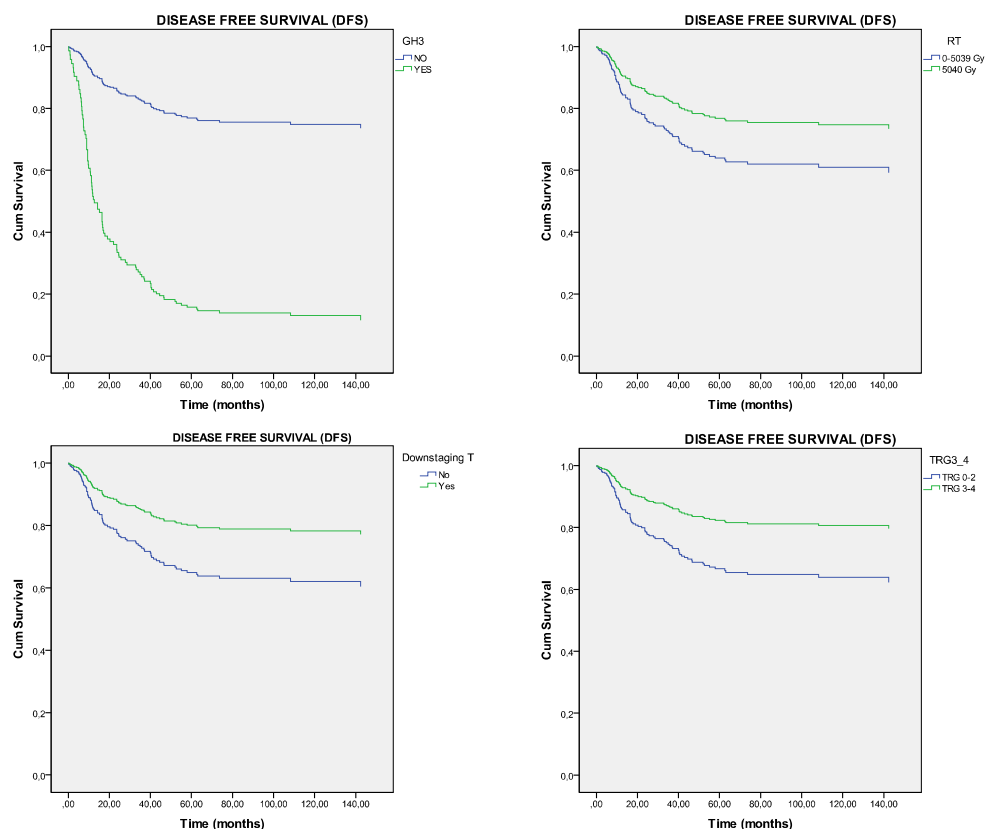 DISEASE FREE SURVIVAL (DFS)
GH3
NO
YES
1,0
0,8
0,6
0,4
0,2
0,0
Cum Survival
,00 20,00 40,00 60,00 80,00 100,00 120,00 140,00
Time (months)
DISEASE FREE SURVIVAL (DFS)
RT
0-5039 Gy
5040 Gy
1,0
0,8
0,6
0,4
0,2
0,0
Cum Survival
,00 20,00 40,00 60,00 80,00 100,00 120,00 140,00
Time (months)
DISEASE FREE SURVIVAL (DFS)
Downstaging T
No
Yes
1,0
0,8
0,6
0,4
0,2
0,0
Cum Survival
,00 20,00 40,00 60,00 80,00 100,00 120,00 140,00
Time (months)
DISEASE FREE SURVIVAL (DFS)
TRG3_4
TRG 0-2
TRG 3-4
1,0
0,8
0,6
0,4
0,2
0,0
Cum Survival
,00 20,00 40,00 60,00 80,00 100,00 120,00 140,00
Time (months)